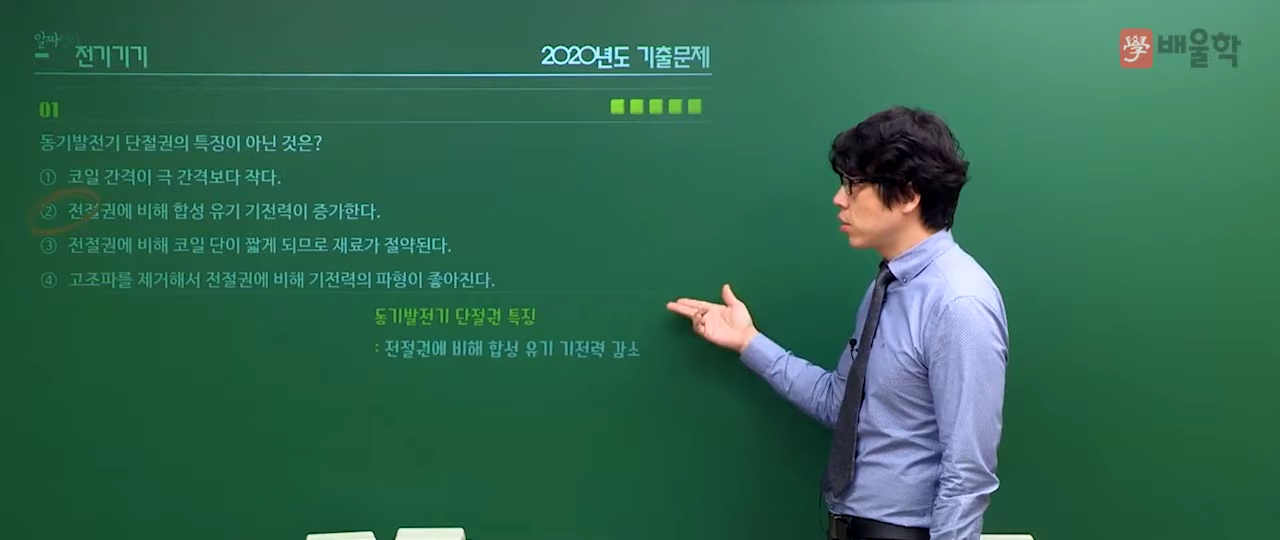 알짜
전기기기
2020년도 기출문제
學 배울학
01
동기발전기 단절권의 특징이 아닌 것은?
① 코일 간격이 극 간격보다 작다.
② 전절권에 비해 합성 유기 기전력이 증가한다.
③ 전절권에 비해 코일 단이 짧게 되므로 재료가 절약된다.
④ 고조파를 제거해서 전절권에 비해 기전력의 파형이 좋아진다.
동기발전기 단절권 특징
: 전절권에 비해 합성 유기 기전력 감소